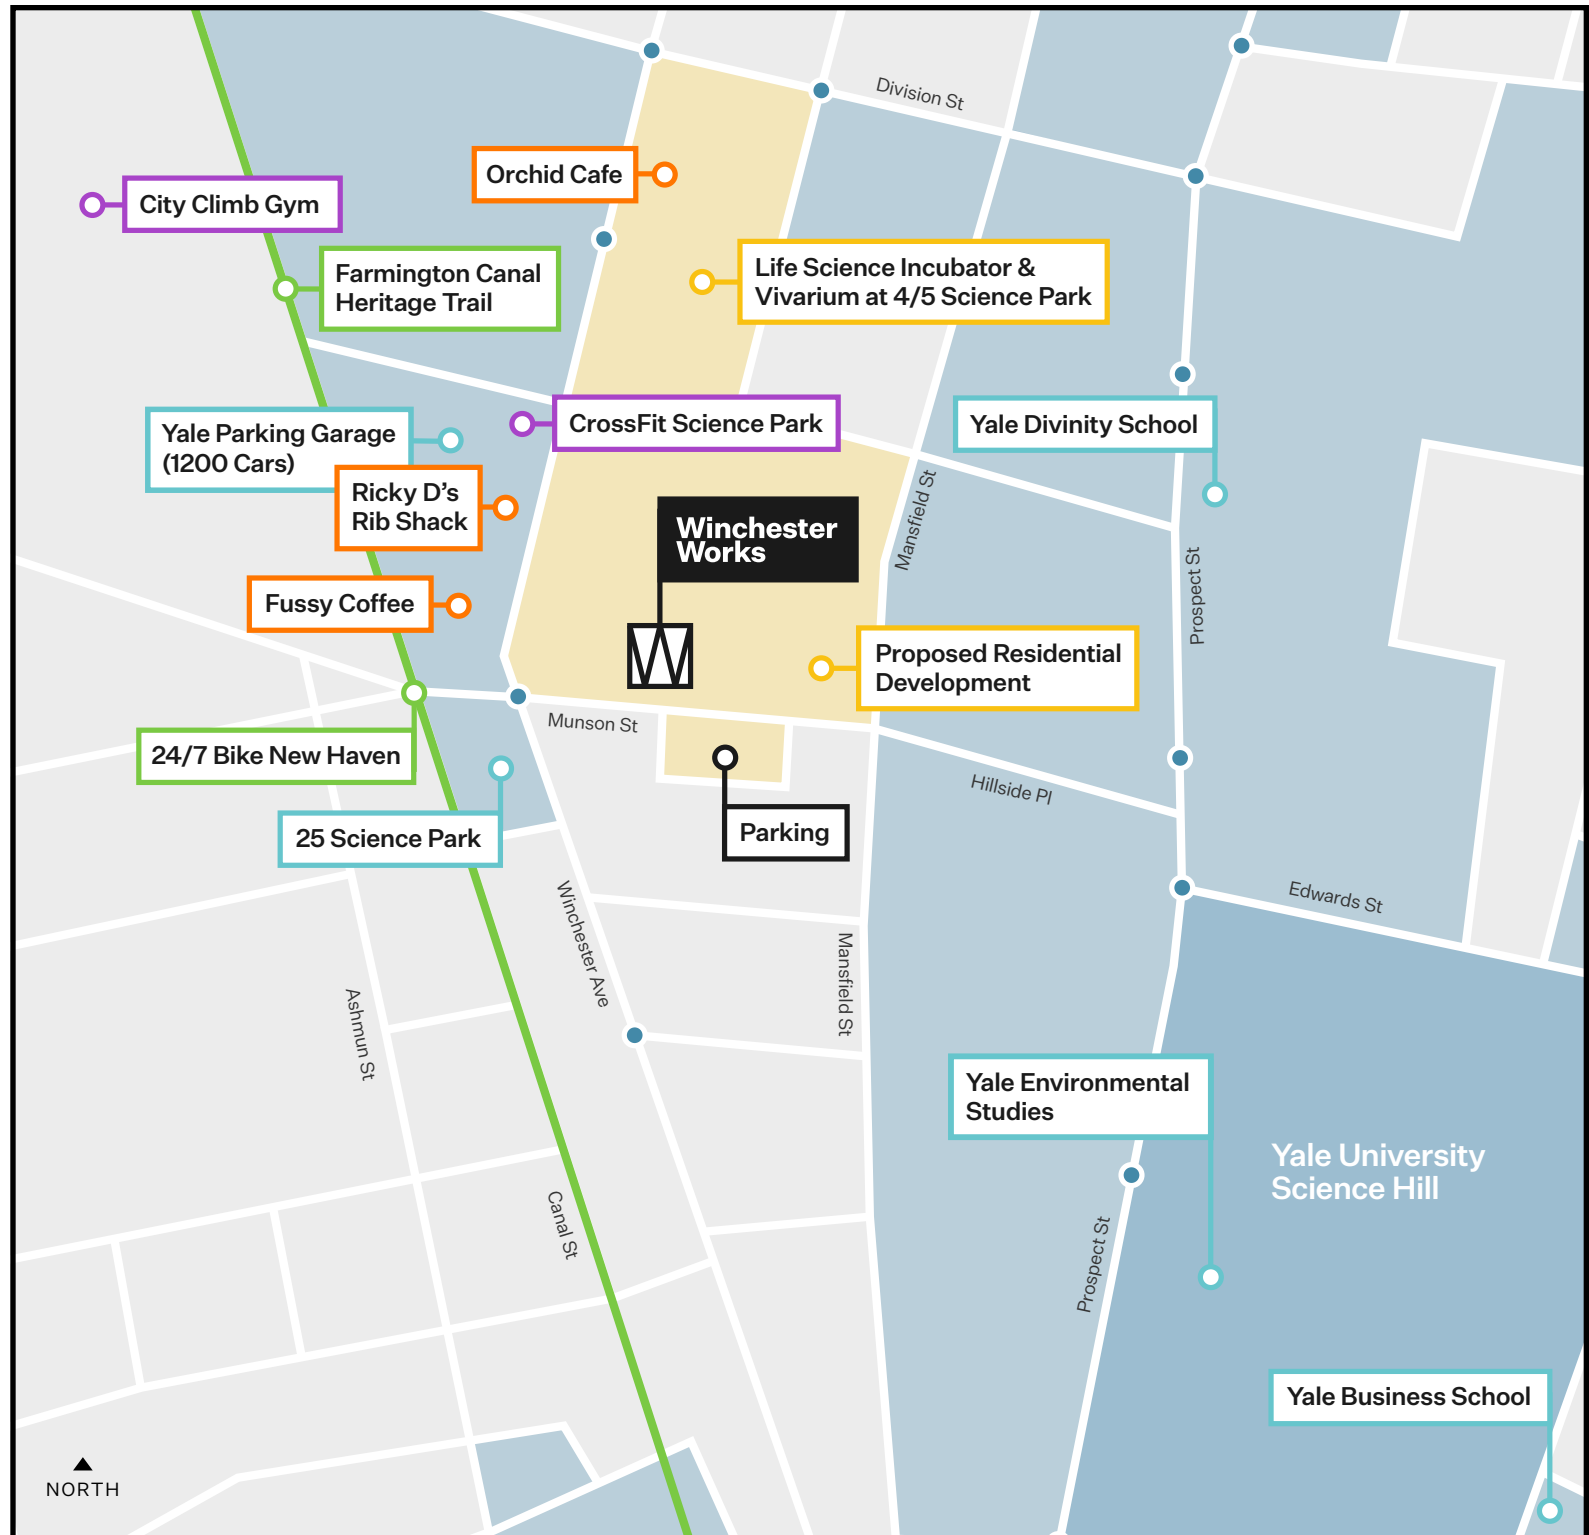 Division St
Orchid Cafe
City Climb Gym
Farmington Canal
Heritage Trail
Life Science Incubator &
Vivarium at 4/5 Science Park
CrossFit Science Park
Yale Divinity School
Yale Parking Garage
(1200 Cars)
Ricky D’s
Rib Shack
Winchester
Works
Mansfield St
Prospect St
Fussy Coffee
Proposed Residential
Development
Munson St
24/7 Bike New Haven
Hillside Pl
25 Science Park
Parking
Edwards St
Winchester Ave
Mansfield St
Ashmun St
Yale Environmental
Studies
Yale University
Science Hill
Canal St
Prospect St
Yale Business School
NORTH